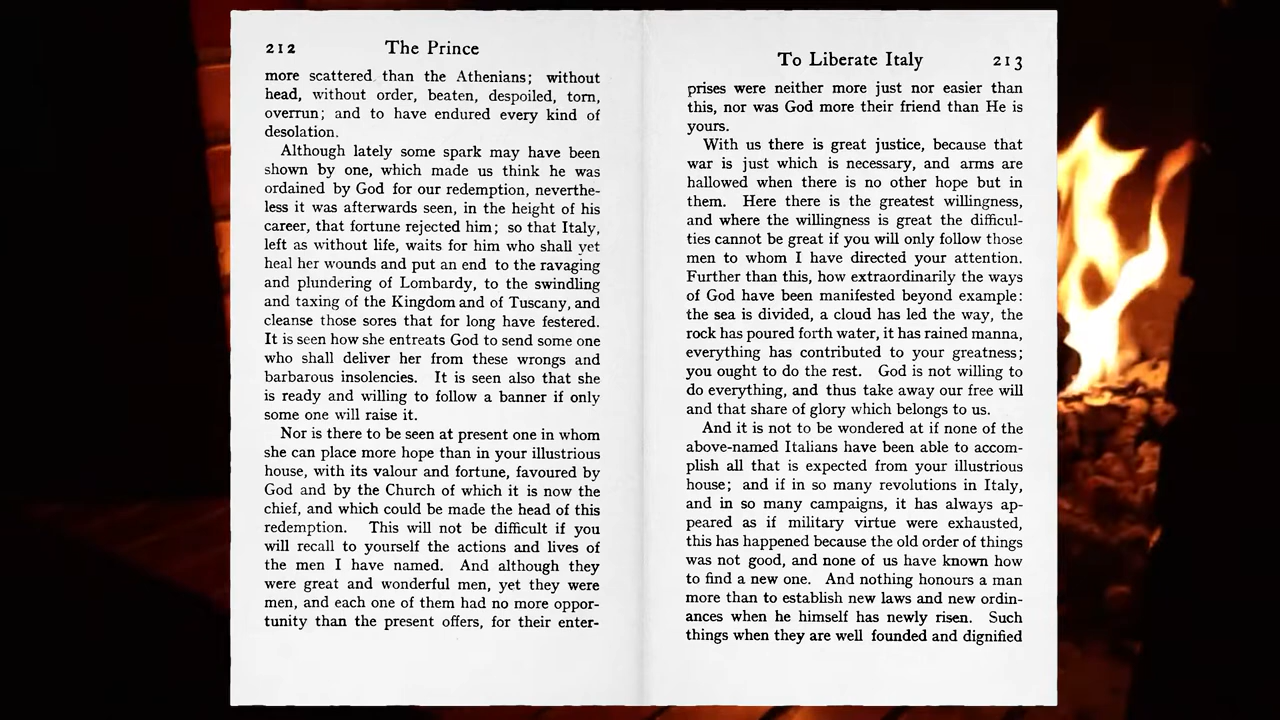 212
The Prince
more scattered than the Athenians; without
head, without order, beaten, despoiled, torn,
overrun; and to have endured every kind of
desolation.
Although lately some spark may have been
shown by one, which made us think he was
ordained by God for our redemption, neverthe-
less it was afterwards seen, in the height of his
career, that fortune rejected him; so that Italy,
left as without life, waits for him who shall yet
heal her wounds and put an end to the ravaging
and plundering of Lombardy, to the swindling
and taxing of the Kingdom and of Tuscany, and
cleanse those sores that for long have festered.
It is seen how she entreats God to send some one
who shall deliver her from these wrongs and
barbarous insolencies. It is seen also that she
is ready and willing to follow a banner if only
some one will raise it.
Nor is there to be seen at present one in whom
she can place more hope than in your illustrious
house, with its valour and fortune, favoured by
God and by the Church of which it is now the
chief, and which could be made the head of this
redemption. This will not be difficult if you
will recall to yourself the actions and lives of
the men I have named. And although they
were great and wonderful men, yet they were
men, and each one of them had no more oppor-
tunity than the present offers, for their enter-
To Liberate Italy
213
prises were neither more just nor easier than
this, nor was God more their friend than He is
yours.
With us there is great justice, because that
war is just which is necessary, and arms are
hallowed when there is no other hope but in
them. Here there is the greatest willingness,
and where the willingness is great the difficul-
ties cannot be great if you will only follow those
men to whom I have directed your attention.
Further than this, how extraordinarily the ways
of God have been manifested beyond example:
the sea is divided, a cloud has led the way, the
rock has poured forth water, it has rained manna,
everything has contributed to your greatness;
you ought to do the rest. God is not willing to
do everything, and thus take away our free will
and that share of glory which belongs to us.
And it is not to be wondered at if none of the
above-named Italians have been able to accom-
plish all that is expected from your illustrious
house; and if in so many revolutions in Italy,
and in so many campaigns, it has always ap-
peared as if military virtue were exhausted,
this has happened because the old order of things
was not good, and none of us have known how
to find a new one. And nothing honours a man
more than to establish new laws and new ordin-
ances when he himself has newly risen. Such
things when they are well founded and dignified